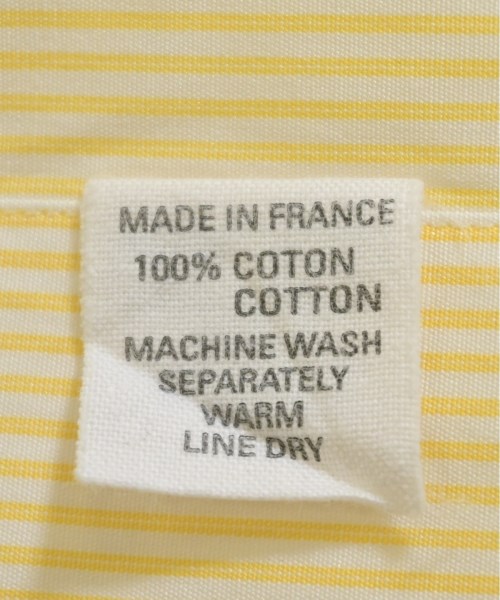 MADE IN FRANCE
100% COTON
COTTON
MACHINE WASH
SEPARATELY
WARM
LINE DRY